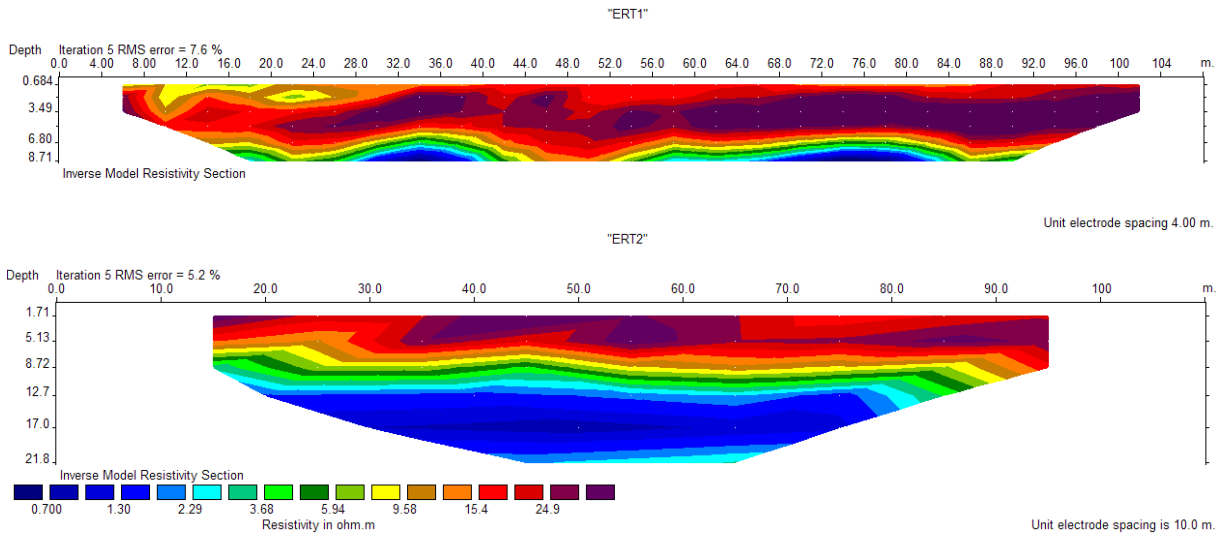 "ERT1"
Depth Iteration 5 RMS error = 7.6 %
0.0 4.00 8.00 12.0 16.0 20.0 24.0 28.0 32.0 36.0 40.0 44.0 48.0 52.0 56.0 60.0 64.0 68.0 72.0 76.0 80.0 84.0 88.0 92.0 96.0 100 104 m.
0.684
3.49
6.80
8.71
Inverse Model Resistivity Section
Unit electrode spacing 4.00 m.
"ERT2"
Depth Iteration 5 RMS error = 5.2 %
0.0 10.0 20.0 30.0 40.0 50.0 60.0 70.0 80.0 90.0 100 m.
1.71
5.13
8.72
12.7
17.0
21.8
Inverse Model Resistivity Section
0.700 1.30 2.29 3.68 5.94 9.58 15.4 24.9
Resistivity in ohm.m
Unit electrode spacing is 10.0 m.